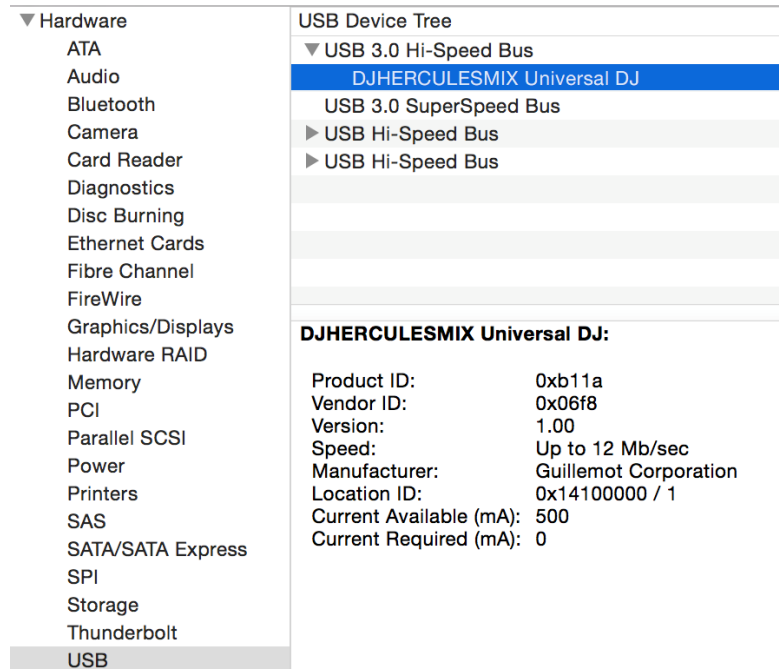 Hardware
ATA
Audio
Bluetooth
Camera
Card Reader
Diagnostics
Disc Burning
Ethernet Cards
Fibre Channel
FireWire
Graphics/Displays
Hardware RAID
Memory
PCI
Parallel SCSI
Power
Printers
SAS
SATA/SATA Express
SPI
Storage
Thunderbolt
USB
USB Device Tree
USB 3.0 Hi-Speed Bus
DJHERCULESMIX Universal DJ
USB 3.0 SuperSpeed Bus
USB Hi-Speed Bus
USB Hi-Speed Bus
DJHERCULESMIX Universal DJ:
Product ID: 0xb11a
Vendor ID: 0x06f8
Version: 1.00
Speed: Up to 12 Mb/sec
Manufacturer: Guillemot Corporation
Location ID: 0x14100000 / 1
Current Available (mA): 500
Current Required (mA): 0